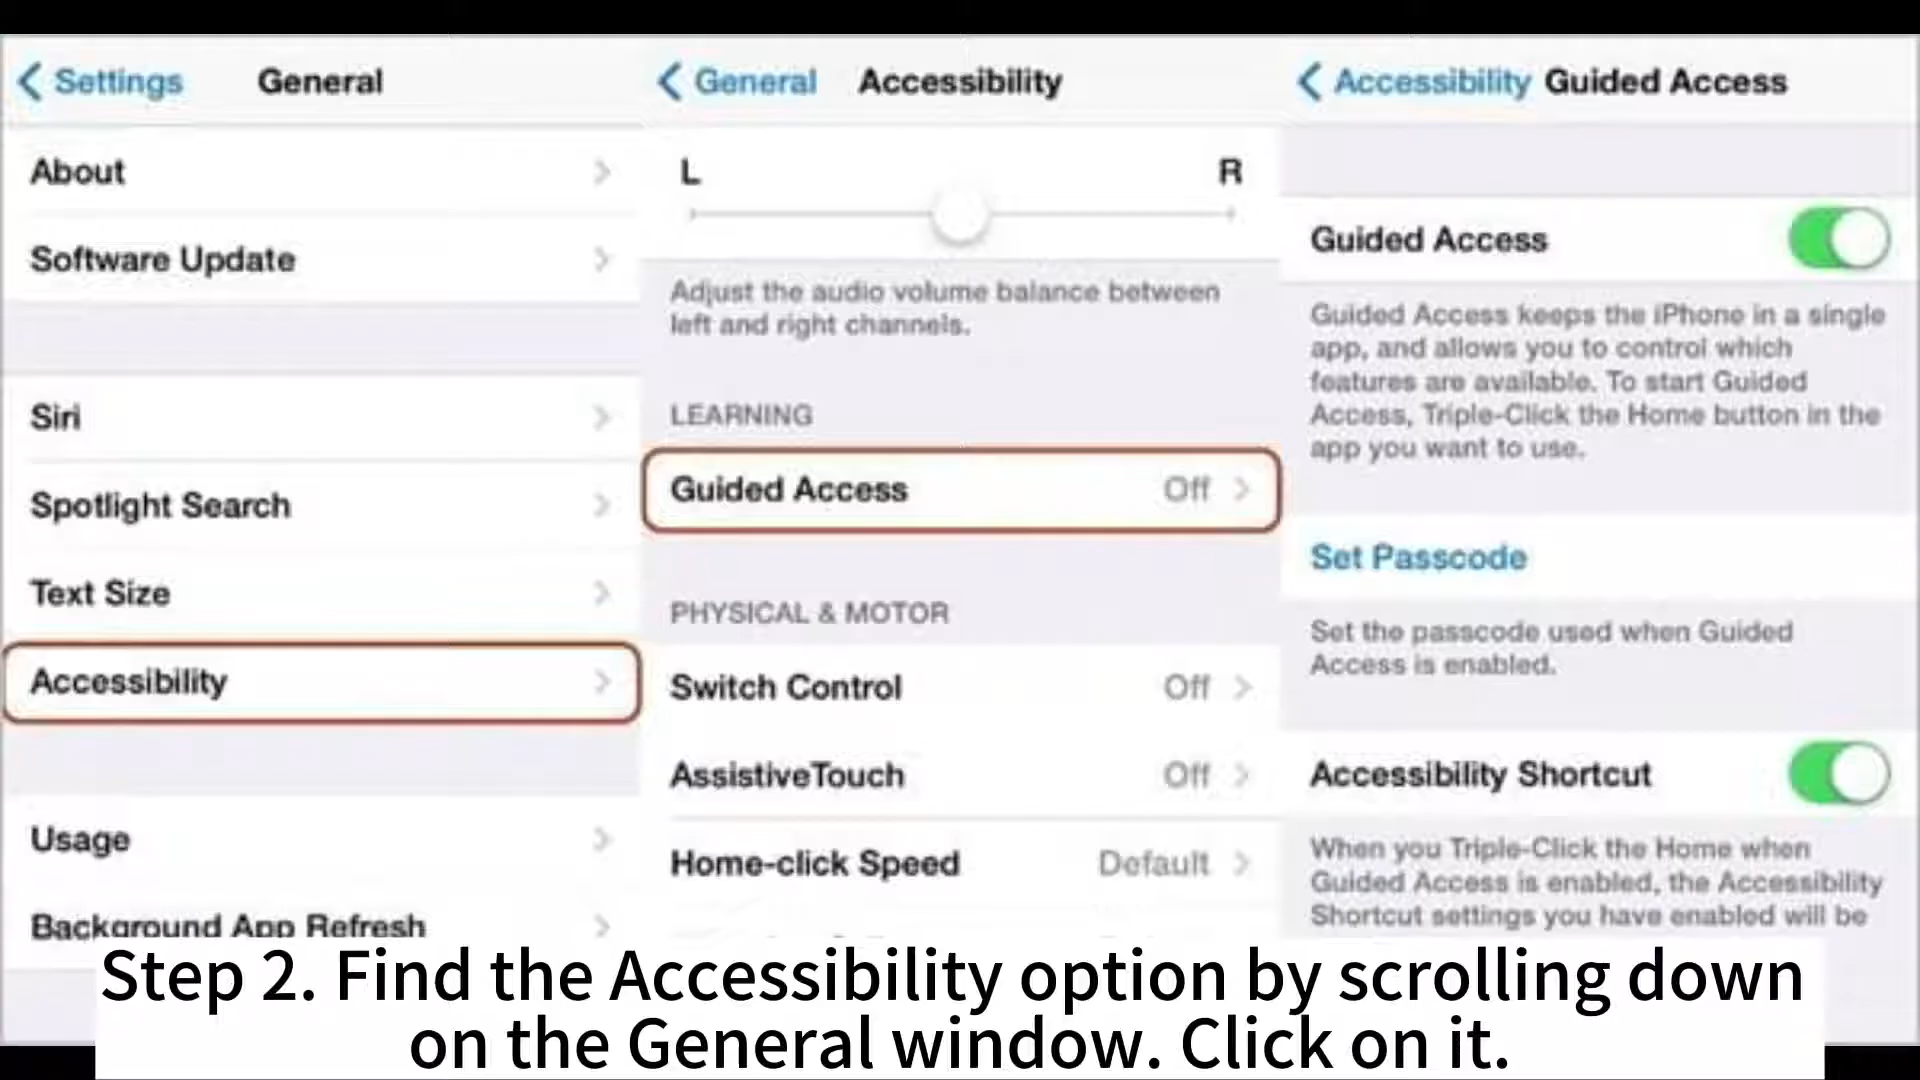 Settings General
About
Software Update
Siri
Spotlight Search
Text Size
Accessibility
Usage
Background App Refresh
General Accessibility
L R
Adjust the audio volume balance between
left and right channels.
LEARNING
Guided Access Off
PHYSICAL & MOTOR
Switch Control Off
AssistiveTouch Off
Home-click Speed Default
Accessibility Guided Access
Guided Access
Guided Access keeps the iPhone in a single
app, and allows you to control which
features are available. To start Guided
Access, Triple-Click the Home button in the
app you want to use.
Set Passcode
Set the passcode used when Guided
Access is enabled.
Accessibility Shortcut
When you Triple-Click the Home when
Guided Access is enabled, the Accessibility
Shortcut settings you have enabled will be
Step 2. Find the Accessibility option by scrolling down
on the General window. Click on it.